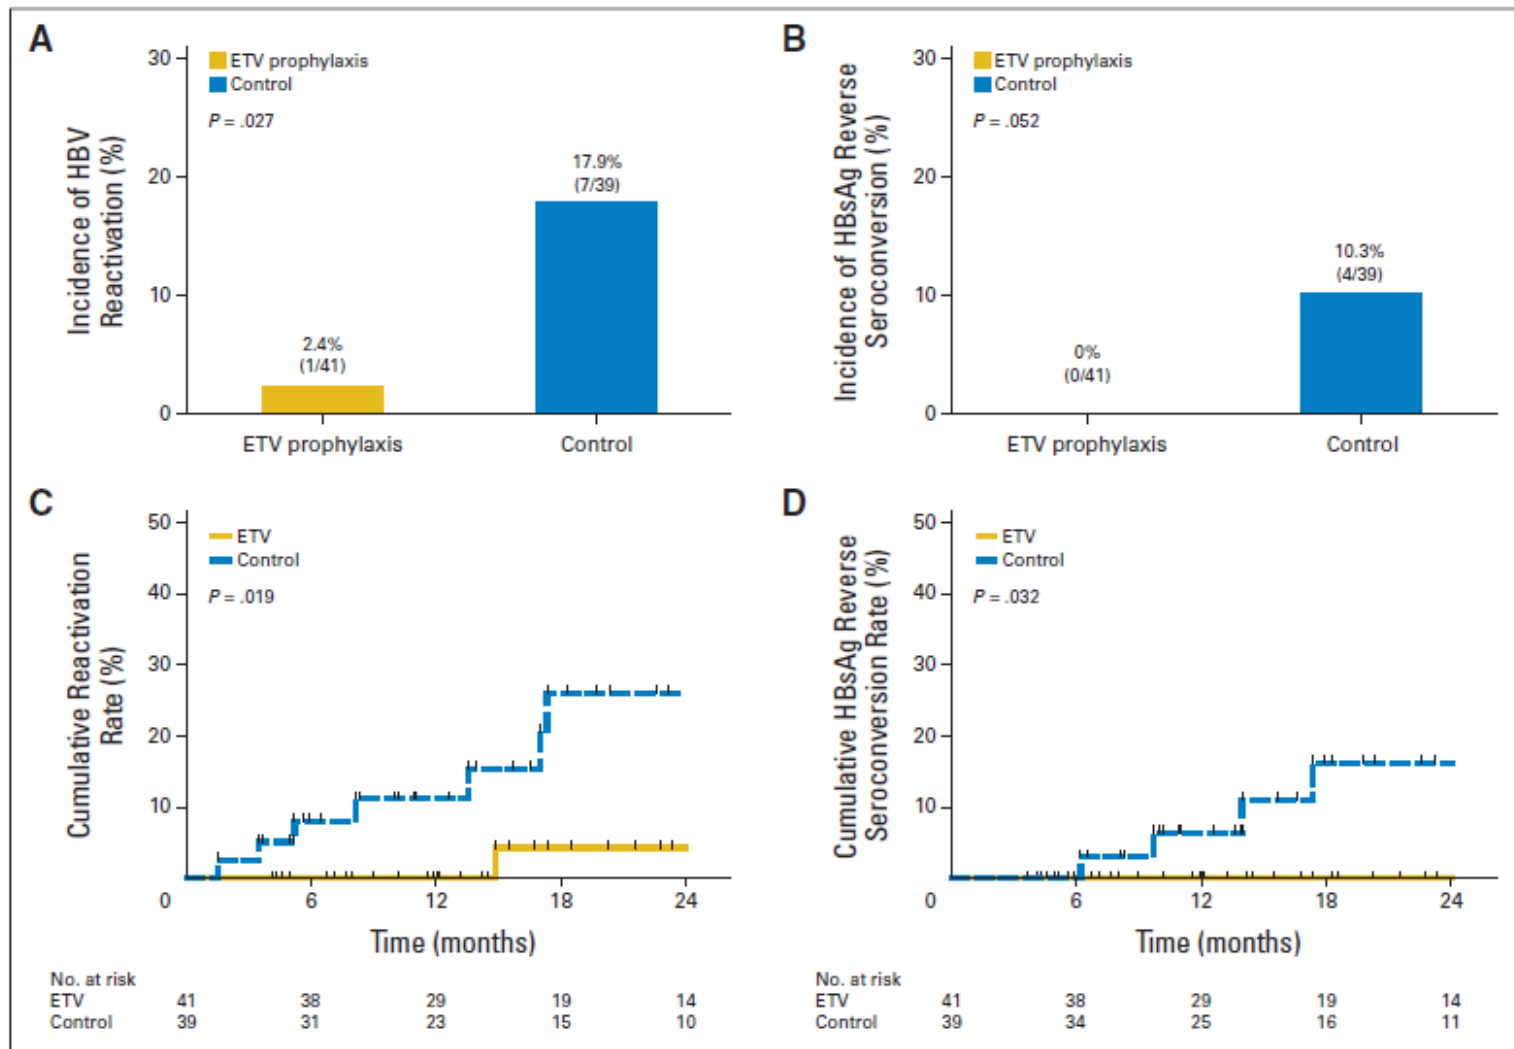 A
Incidence of HBV
Reactivation (%)
30
20
10
0
ETV prophylaxis
Control
P = .027
2.4%
(1/41)
17.9%
(7/39)
ETV prophylaxis
Control
B
Incidence of HBsAg Reverse
Seroconversion (%)
30
20
10
0
ETV prophylaxis
Control
P = .052
0%
(0/41)
10.3%
(4/39)
ETV prophylaxis
Control
C
Cumulative Reactivation
Rate (%)
50
40
30
20
10
0
ETV
Control
P = .019
6
12
18
24
Time (months)
No. at risk
ETV 41 38 29 19 14
Control 39 31 23 15 10
D
Cumulative HBsAg Reverse
Seroconversion Rate (%)
50
40
30
20
10
0
ETV
Control
P = .032
6
12
18
24
Time (months)
No. at risk
ETV 41 38 29 19 14
Control 39 34 25 16 11